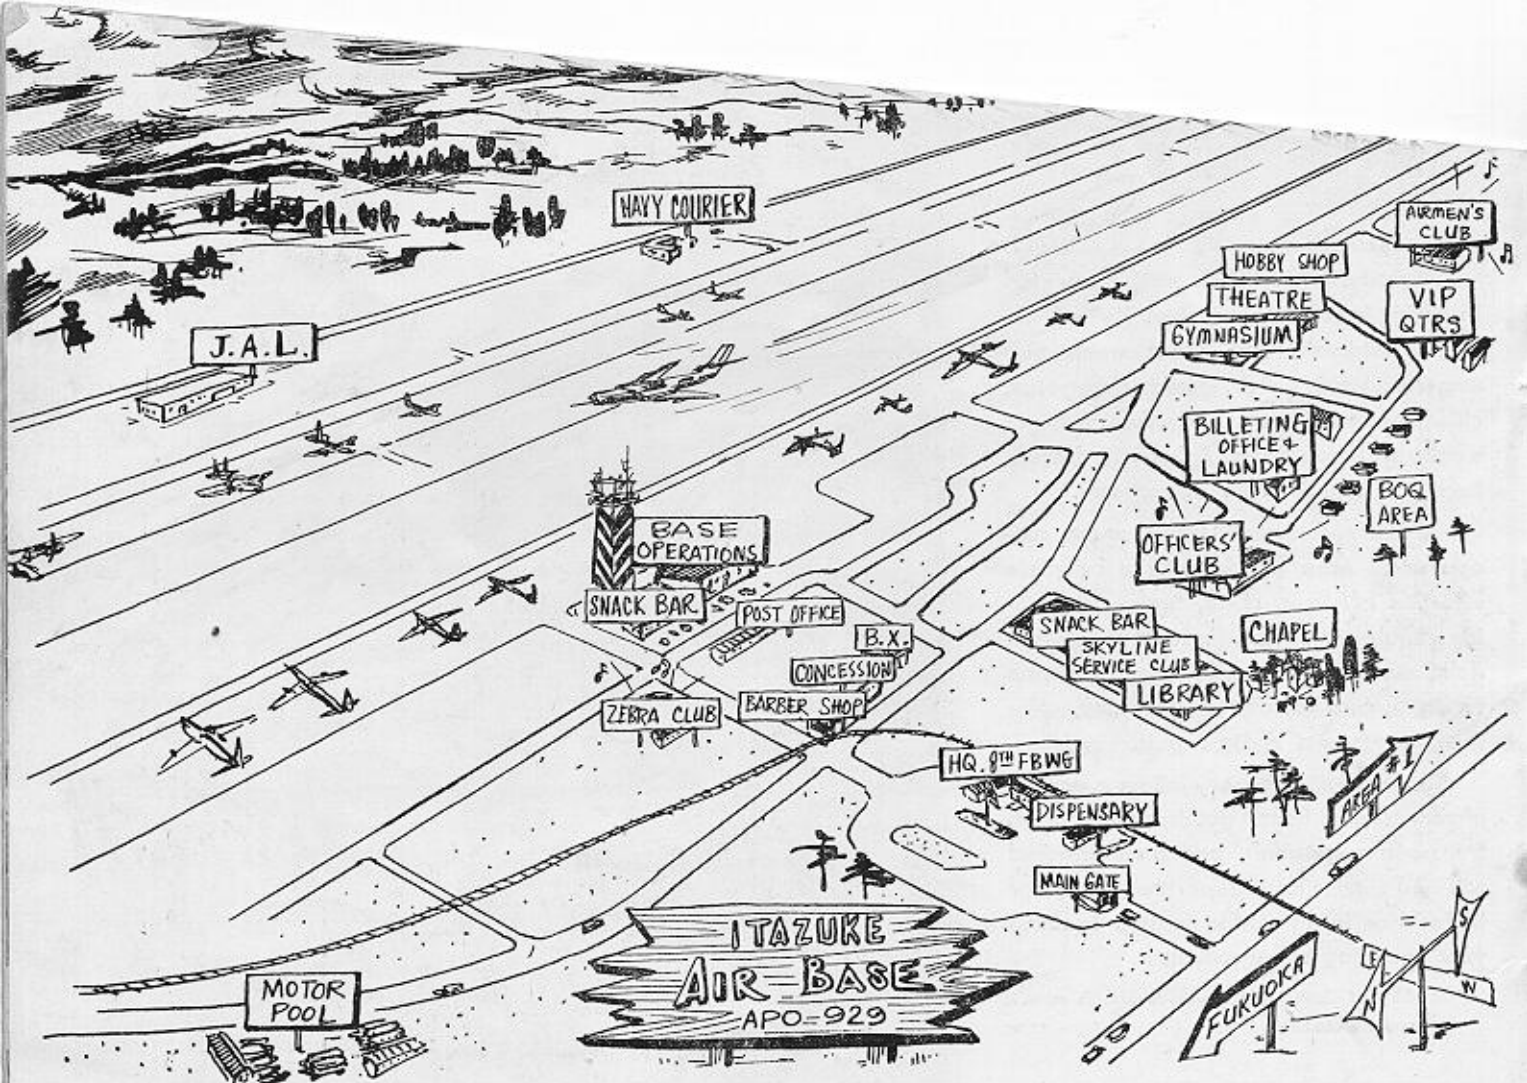 NAVY COURIER
AIRMEN'S
CLUB
HOBBY SHOP
THEATRE
GYMNASIUM
VIP
QTRS
J.A.L.
BILLETING
OFFICE &
LAUNDRY
BOQ
AREA
BASE
OPERATIONS
OFFICERS'
CLUB
SNACK BAR
POST OFFICE
B.X.
CONCESSION
SNACK BAR
SKYLINE
SERVICE CLUB
LIBRARY
CHAPEL
ZEBRA CLUB
BARBER SHOP
HQ. 8TH FBWG
DISPENSARY
AREA #1
MAIN GATE
ITAZUKE
AIR BASE
APO-929
MOTOR
POOL
FUKUOKA
S
E
W
N